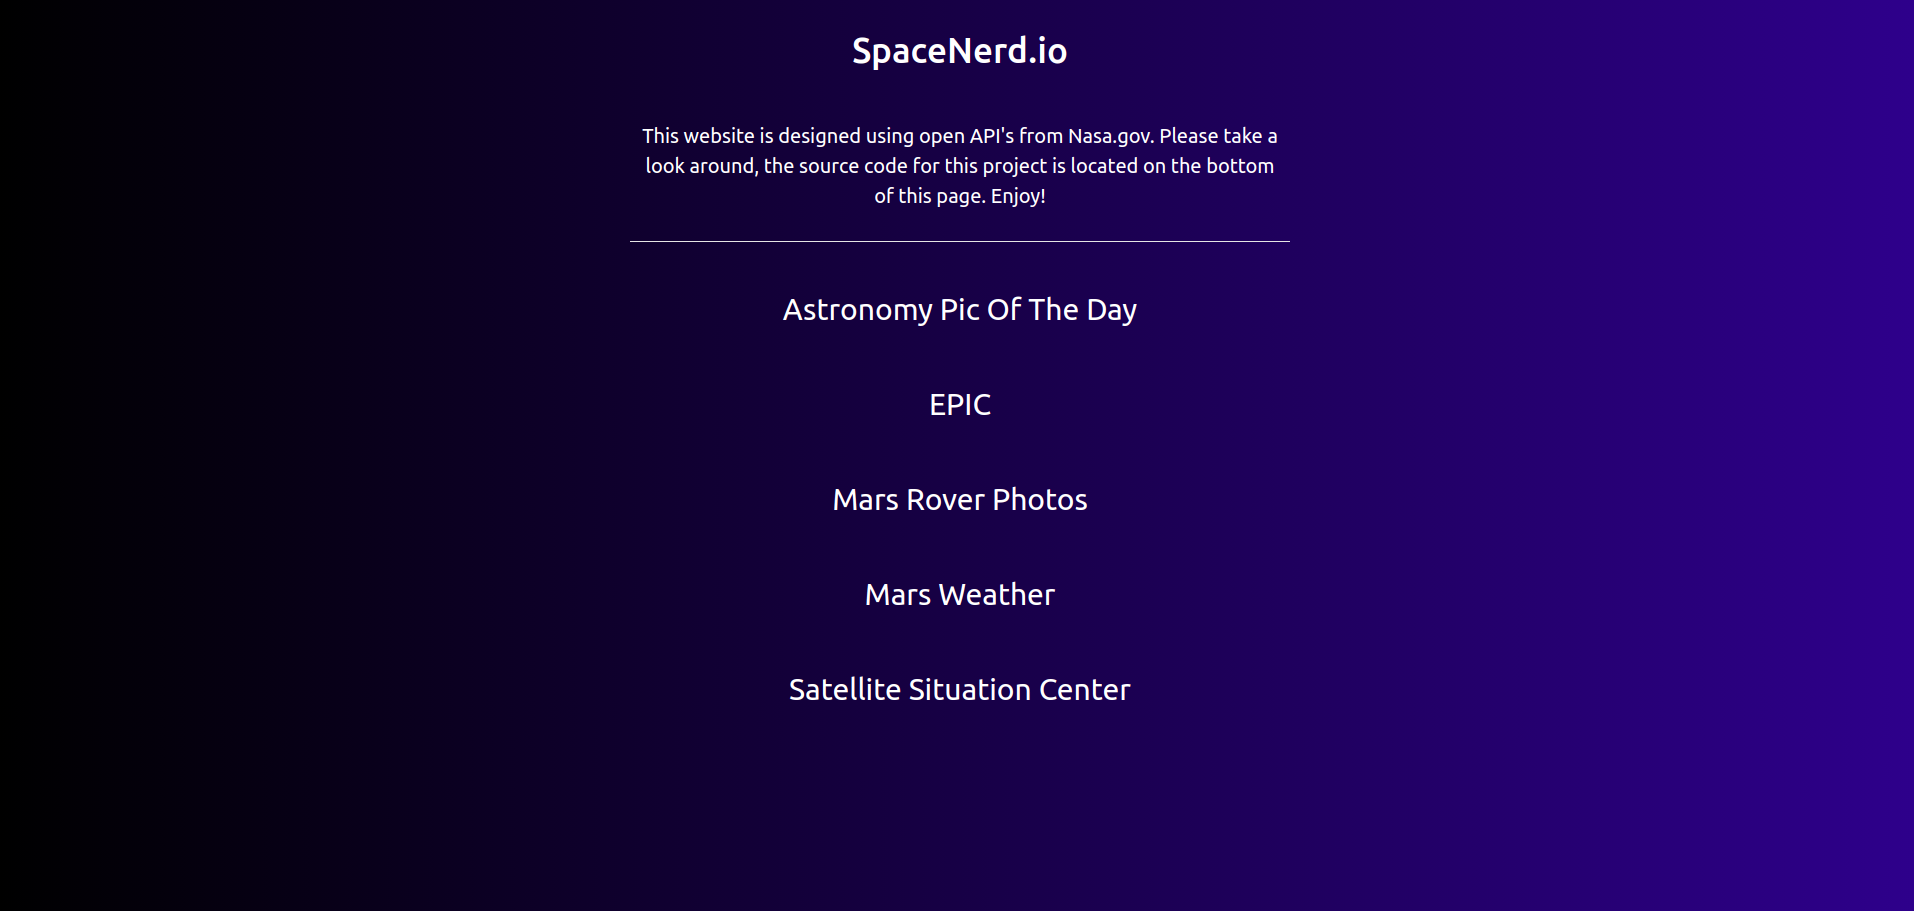 SpaceNerd.io
This website is designed using open API's from Nasa.gov. Please take a
look around, the source code for this project is located on the bottom
of this page. Enjoy!
Astronomy Pic Of The Day
EPIC
Mars Rover Photos
Mars Weather
Satellite Situation Center